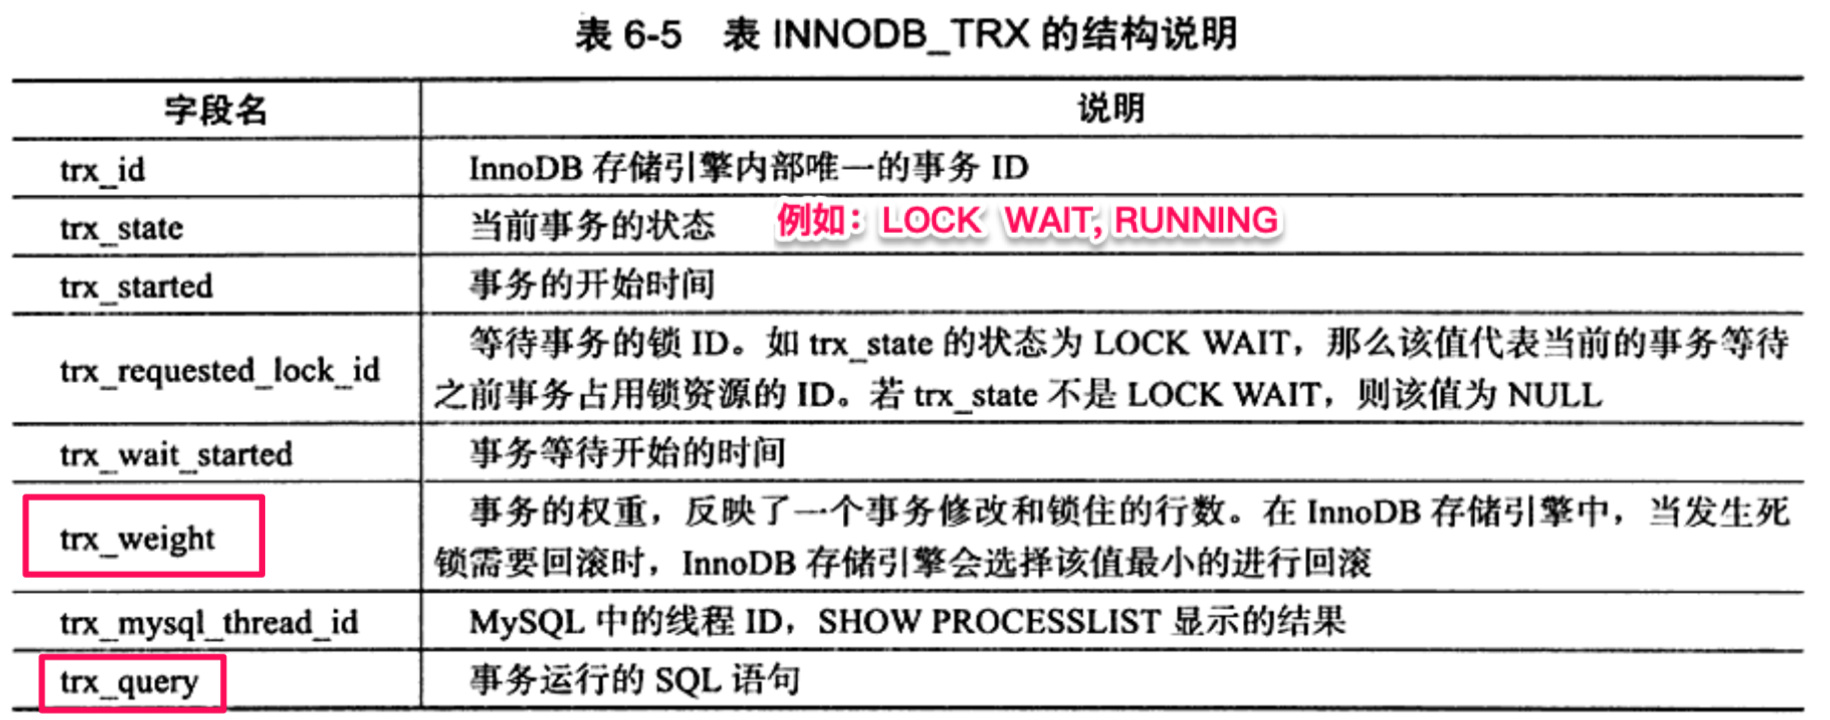 表 6-5 表 INNODB_TRX 的结构说明
字段名 说明
trx_id InnoDB 存储引擎内部唯一的事务 ID
trx_state 当前事务的状态 例如：LOCK WAIT, RUNNING
trx_started 事务的开始时间
trx_requested_lock_id 等待事务的锁 ID。如 trx_state 的状态为 LOCK WAIT，那么该值代表当前的事务等待
之前事务占用锁资源的 ID。若 trx_state 不是 LOCK WAIT，则该值为 NULL
trx_wait_started 事务等待开始的时间
trx_weight 事务的权重，反映了一个事务修改和锁住的行数。在 InnoDB 存储引擎中，当发生死
锁需要回滚时，InnoDB 存储引擎会选择该值最小的进行回滚
trx_mysql_thread_id MySQL 中的线程 ID，SHOW PROCESSLIST 显示的结果
trx_query 事务运行的 SQL 语句